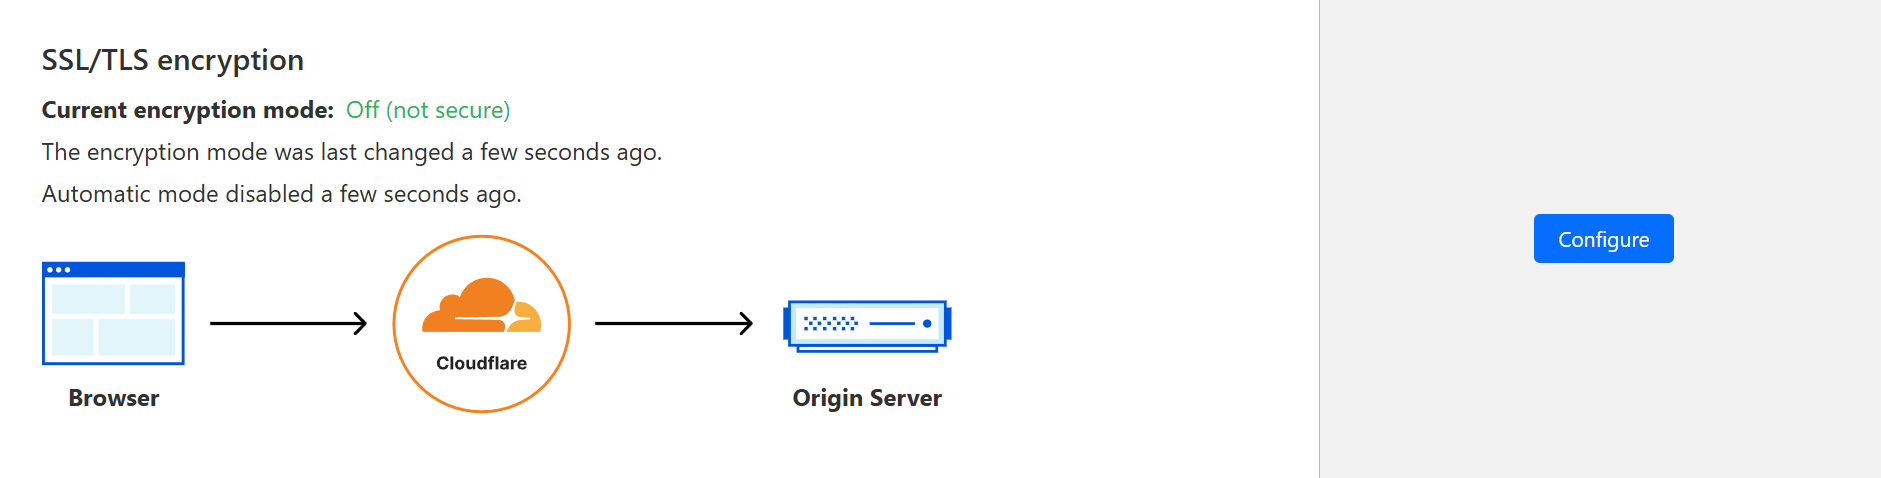 SSL/TLS encryption
Current encryption mode: Off (not secure)
The encryption mode was last changed a few seconds ago.
Automatic mode disabled a few seconds ago.
Configure
Cloudflare
Browser
Origin Server